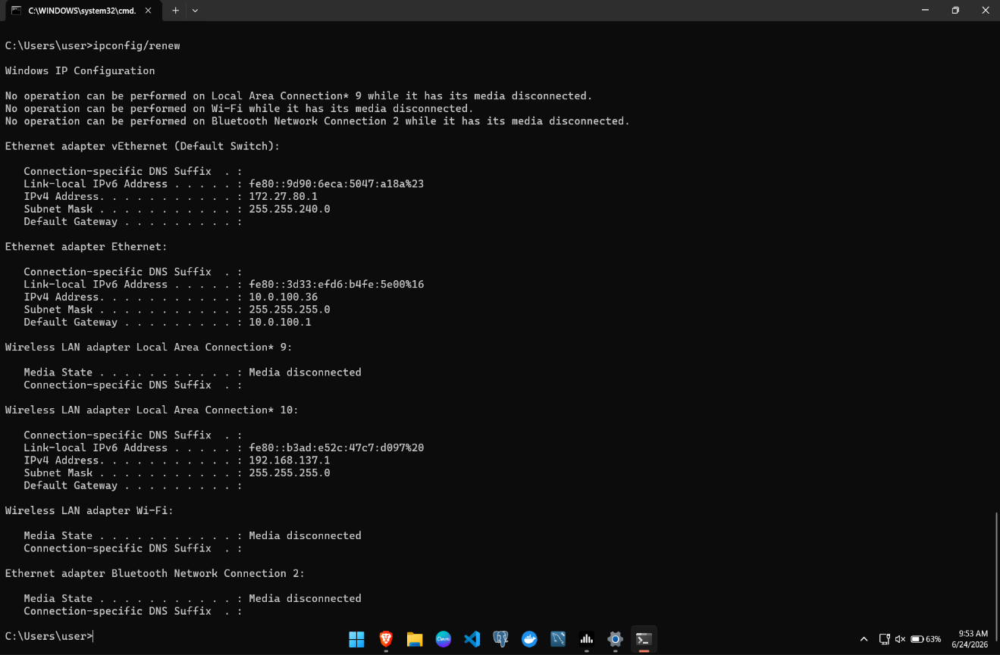 C:\WINDOWS\system32\cmd.
C:\Users\user>ipconfig/renew
Windows IP Configuration
No operation can be performed on Local Area Connection* 9 while it has its media disconnected.
No operation can be performed on Wi-Fi while it has its media disconnected.
No operation can be performed on Bluetooth Network Connection 2 while it has its media disconnected.
Ethernet adapter vEthernet (Default Switch):
Connection-specific DNS Suffix  . :
Link-local IPv6 Address . . . . . : fe80::9d90:6eca:5047:a18a%23
IPv4 Address. . . . . . . . . . . : 172.27.80.1
Subnet Mask . . . . . . . . . . . : 255.255.240.0
Default Gateway . . . . . . . . . :
Ethernet adapter Ethernet:
Connection-specific DNS Suffix  . :
Link-local IPv6 Address . . . . . : fe80::3d33:efd6:b4fe:5e00%16
IPv4 Address. . . . . . . . . . . : 10.0.100.36
Subnet Mask . . . . . . . . . . . : 255.255.255.0
Default Gateway . . . . . . . . . : 10.0.100.1
Wireless LAN adapter Local Area Connection* 9:
Media State . . . . . . . . . . . : Media disconnected
Connection-specific DNS Suffix  . :
Wireless LAN adapter Local Area Connection* 10:
Connection-specific DNS Suffix  . :
Link-local IPv6 Address . . . . . : fe80::b3ad:e52c:47c7:d097%20
IPv4 Address. . . . . . . . . . . : 192.168.137.1
Subnet Mask . . . . . . . . . . . : 255.255.255.0
Default Gateway . . . . . . . . . :
Wireless LAN adapter Wi-Fi:
Media State . . . . . . . . . . . : Media disconnected
Connection-specific DNS Suffix  . :
Ethernet adapter Bluetooth Network Connection 2:
Media State . . . . . . . . . . . : Media disconnected
Connection-specific DNS Suffix  . :
C:\Users\user>
Canva
63%
9:53 AM
6/24/2026